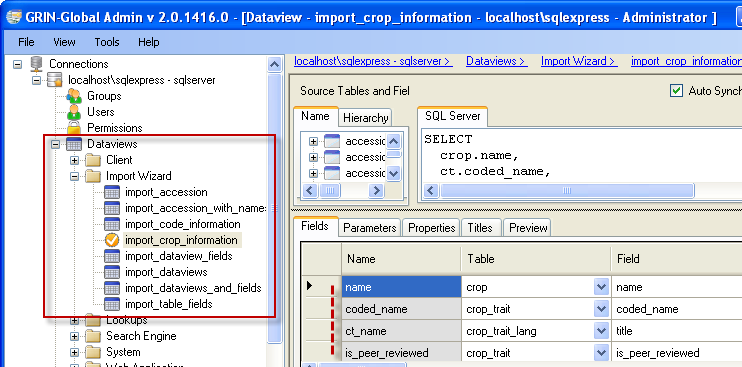 GRIN-Global Admin v 2.0.1416.0 - [Dataview - import_crop_information - localhost\sqlexpress - Administrator ]
File View Tools Help
Connections
localhost\sqlexpress - sqlserver
Groups
Users
Permissions
Dataviews
Client
Import Wizard
import_accession
import_accession_with_name
import_code_information
import_crop_information
import_dataview_fields
import_dataviews
import_dataviews_and_fields
import_table_fields
Lookups
Search Engine
System
Web Application
localhost\sqlexpress - sqlserver > Dataviews > Import Wizard > import_crop_information
Source Tables and Fiel
Auto Synch
Name Hierarchy
accessic
accessic
accessic
SQL Server
SELECT
crop.name,
ct.coded_name,
Fields Parameters Properties Titles Preview
Name Table Field
name crop name
coded_name crop_trait coded_name
ct_name crop_trait_lang title
is_peer_reviewed crop_trait is_peer_reviewed